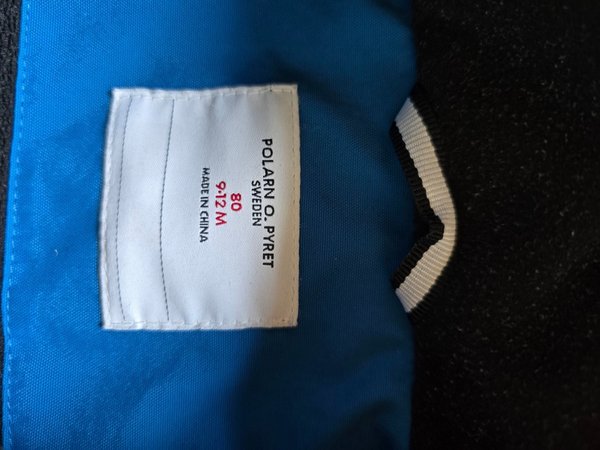 POLARN O. PYRET
SWEDEN
80
9-12 M
MADE IN CHINA